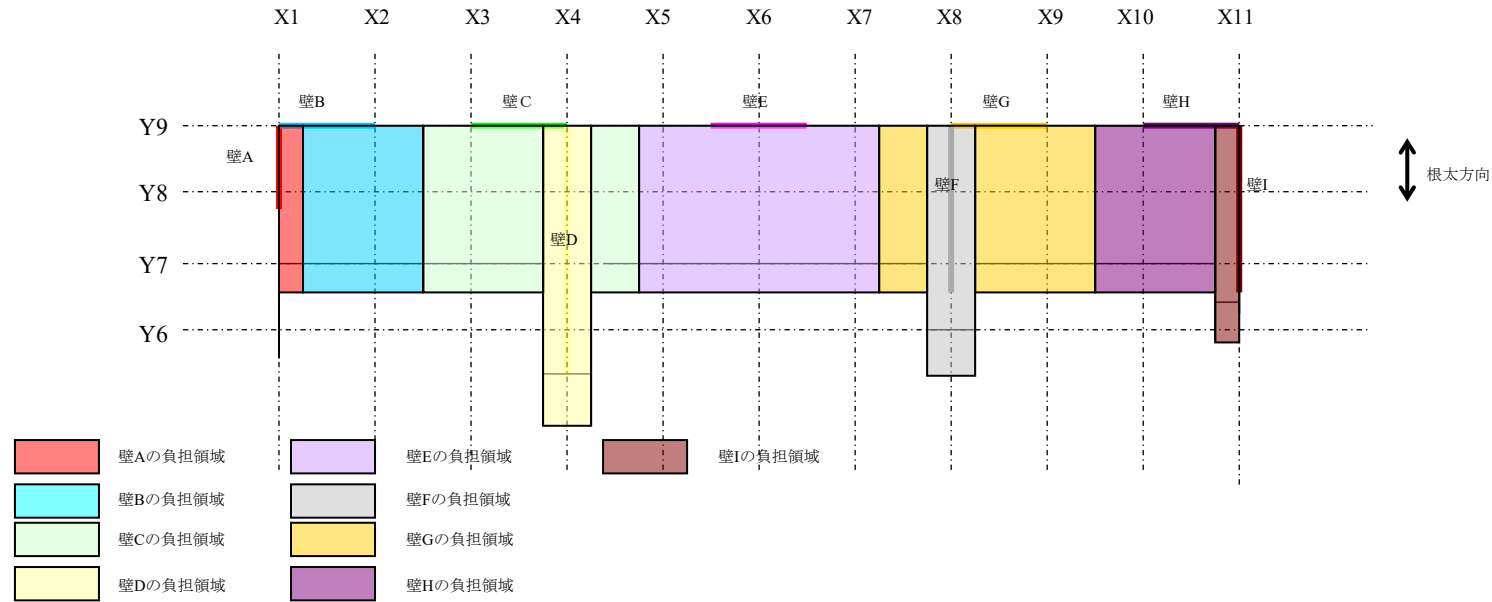 X1 X2 X3 X4 X5 X6 X7 X8 X9 X10 X11
壁B 壁C 壁E 壁G 壁H
Y9
壁A
根太方向
Y8 壁F 壁I
壁D
Y7
Y6
壁Aの負担領域 壁Eの負担領域 壁Iの負担領域
壁Bの負担領域 壁Fの負担領域
壁Cの負担領域 壁Gの負担領域
壁Dの負担領域 壁Hの負担領域